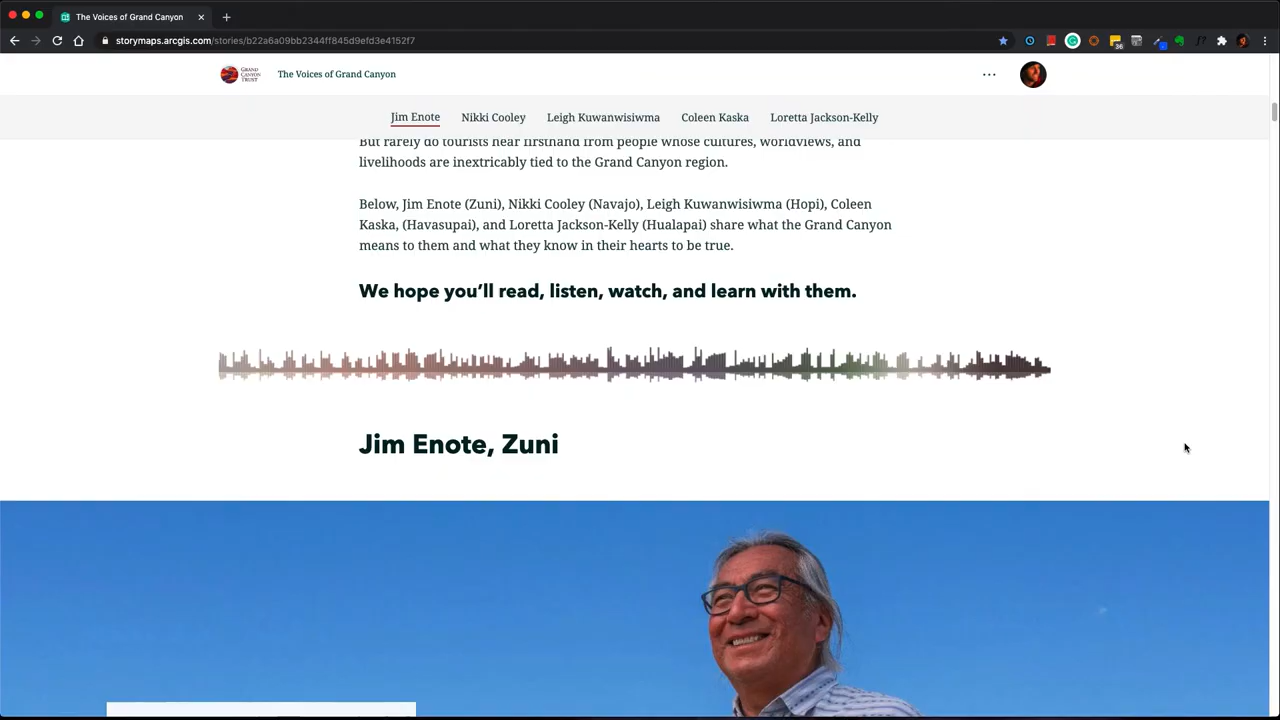 The Voices of Grand Canyon
storymaps.arcgis.com/stories/b22a6a09bb2344ff845d9efd3e4152f7
36
GRAND
CANYON
TRUST
The Voices of Grand Canyon
Jim Enote
Nikki Cooley
Leigh Kuwanwisiwma
Coleen Kaska
Loretta Jackson-Kelly
But rarely do tourists hear firsthand from people whose cultures, worldviews, and
livelihoods are inextricably tied to the Grand Canyon region.
Below, Jim Enote (Zuni), Nikki Cooley (Navajo), Leigh Kuwanwisiwma (Hopi), Coleen
Kaska, (Havasupai), and Loretta Jackson-Kelly (Hualapai) share what the Grand Canyon
means to them and what they know in their hearts to be true.
We hope you’ll read, listen, watch, and learn with them.
Jim Enote, Zuni